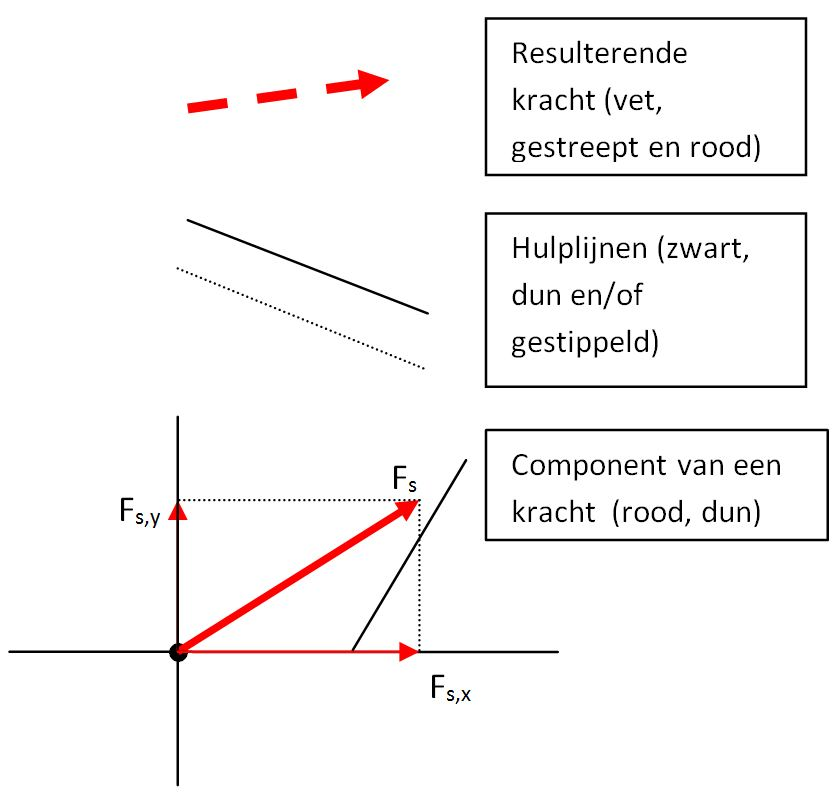 Resulterende
kracht (vet,
gestreept en rood)
Hulplijnen (zwart,
dun en/of
gestippeld)
Component van een
kracht  (rood, dun)
Fs
Fs,y
Fs,x